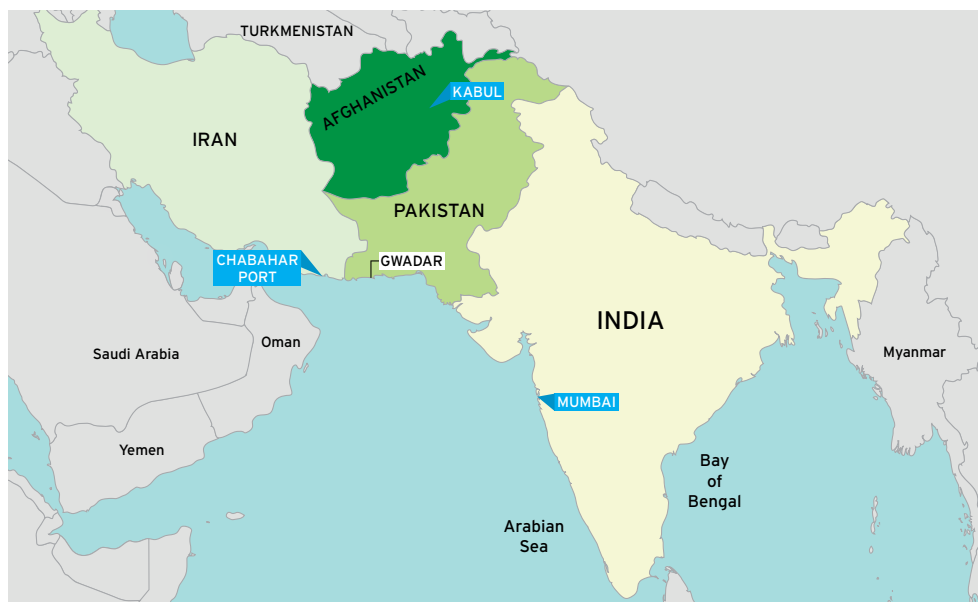 TURKMENISTAN
AFGHANISTAN
KABUL
IRAN
PAKISTAN
CHABAHAR
PORT
GWADAR
INDIA
Saudi Arabia
Oman
Myanmar
MUMBAI
Yemen
Bay
of
Bengal
Arabian
Sea